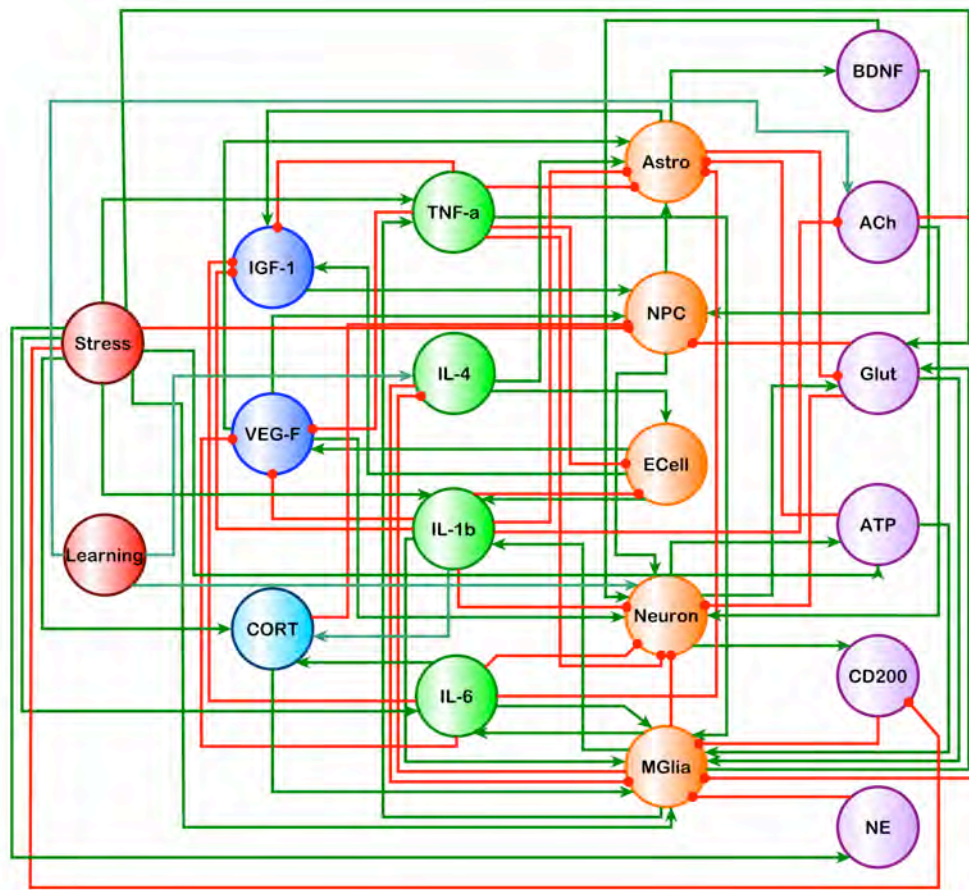 BDNF
Astro
TNF-a
ACh
IGF-1
NPC
Stress
IL-4
Glut
VEG-F
ECell
IL-1b
ATP
Learning
Neuron
CORT
CD200
IL-6
MGlia
NE